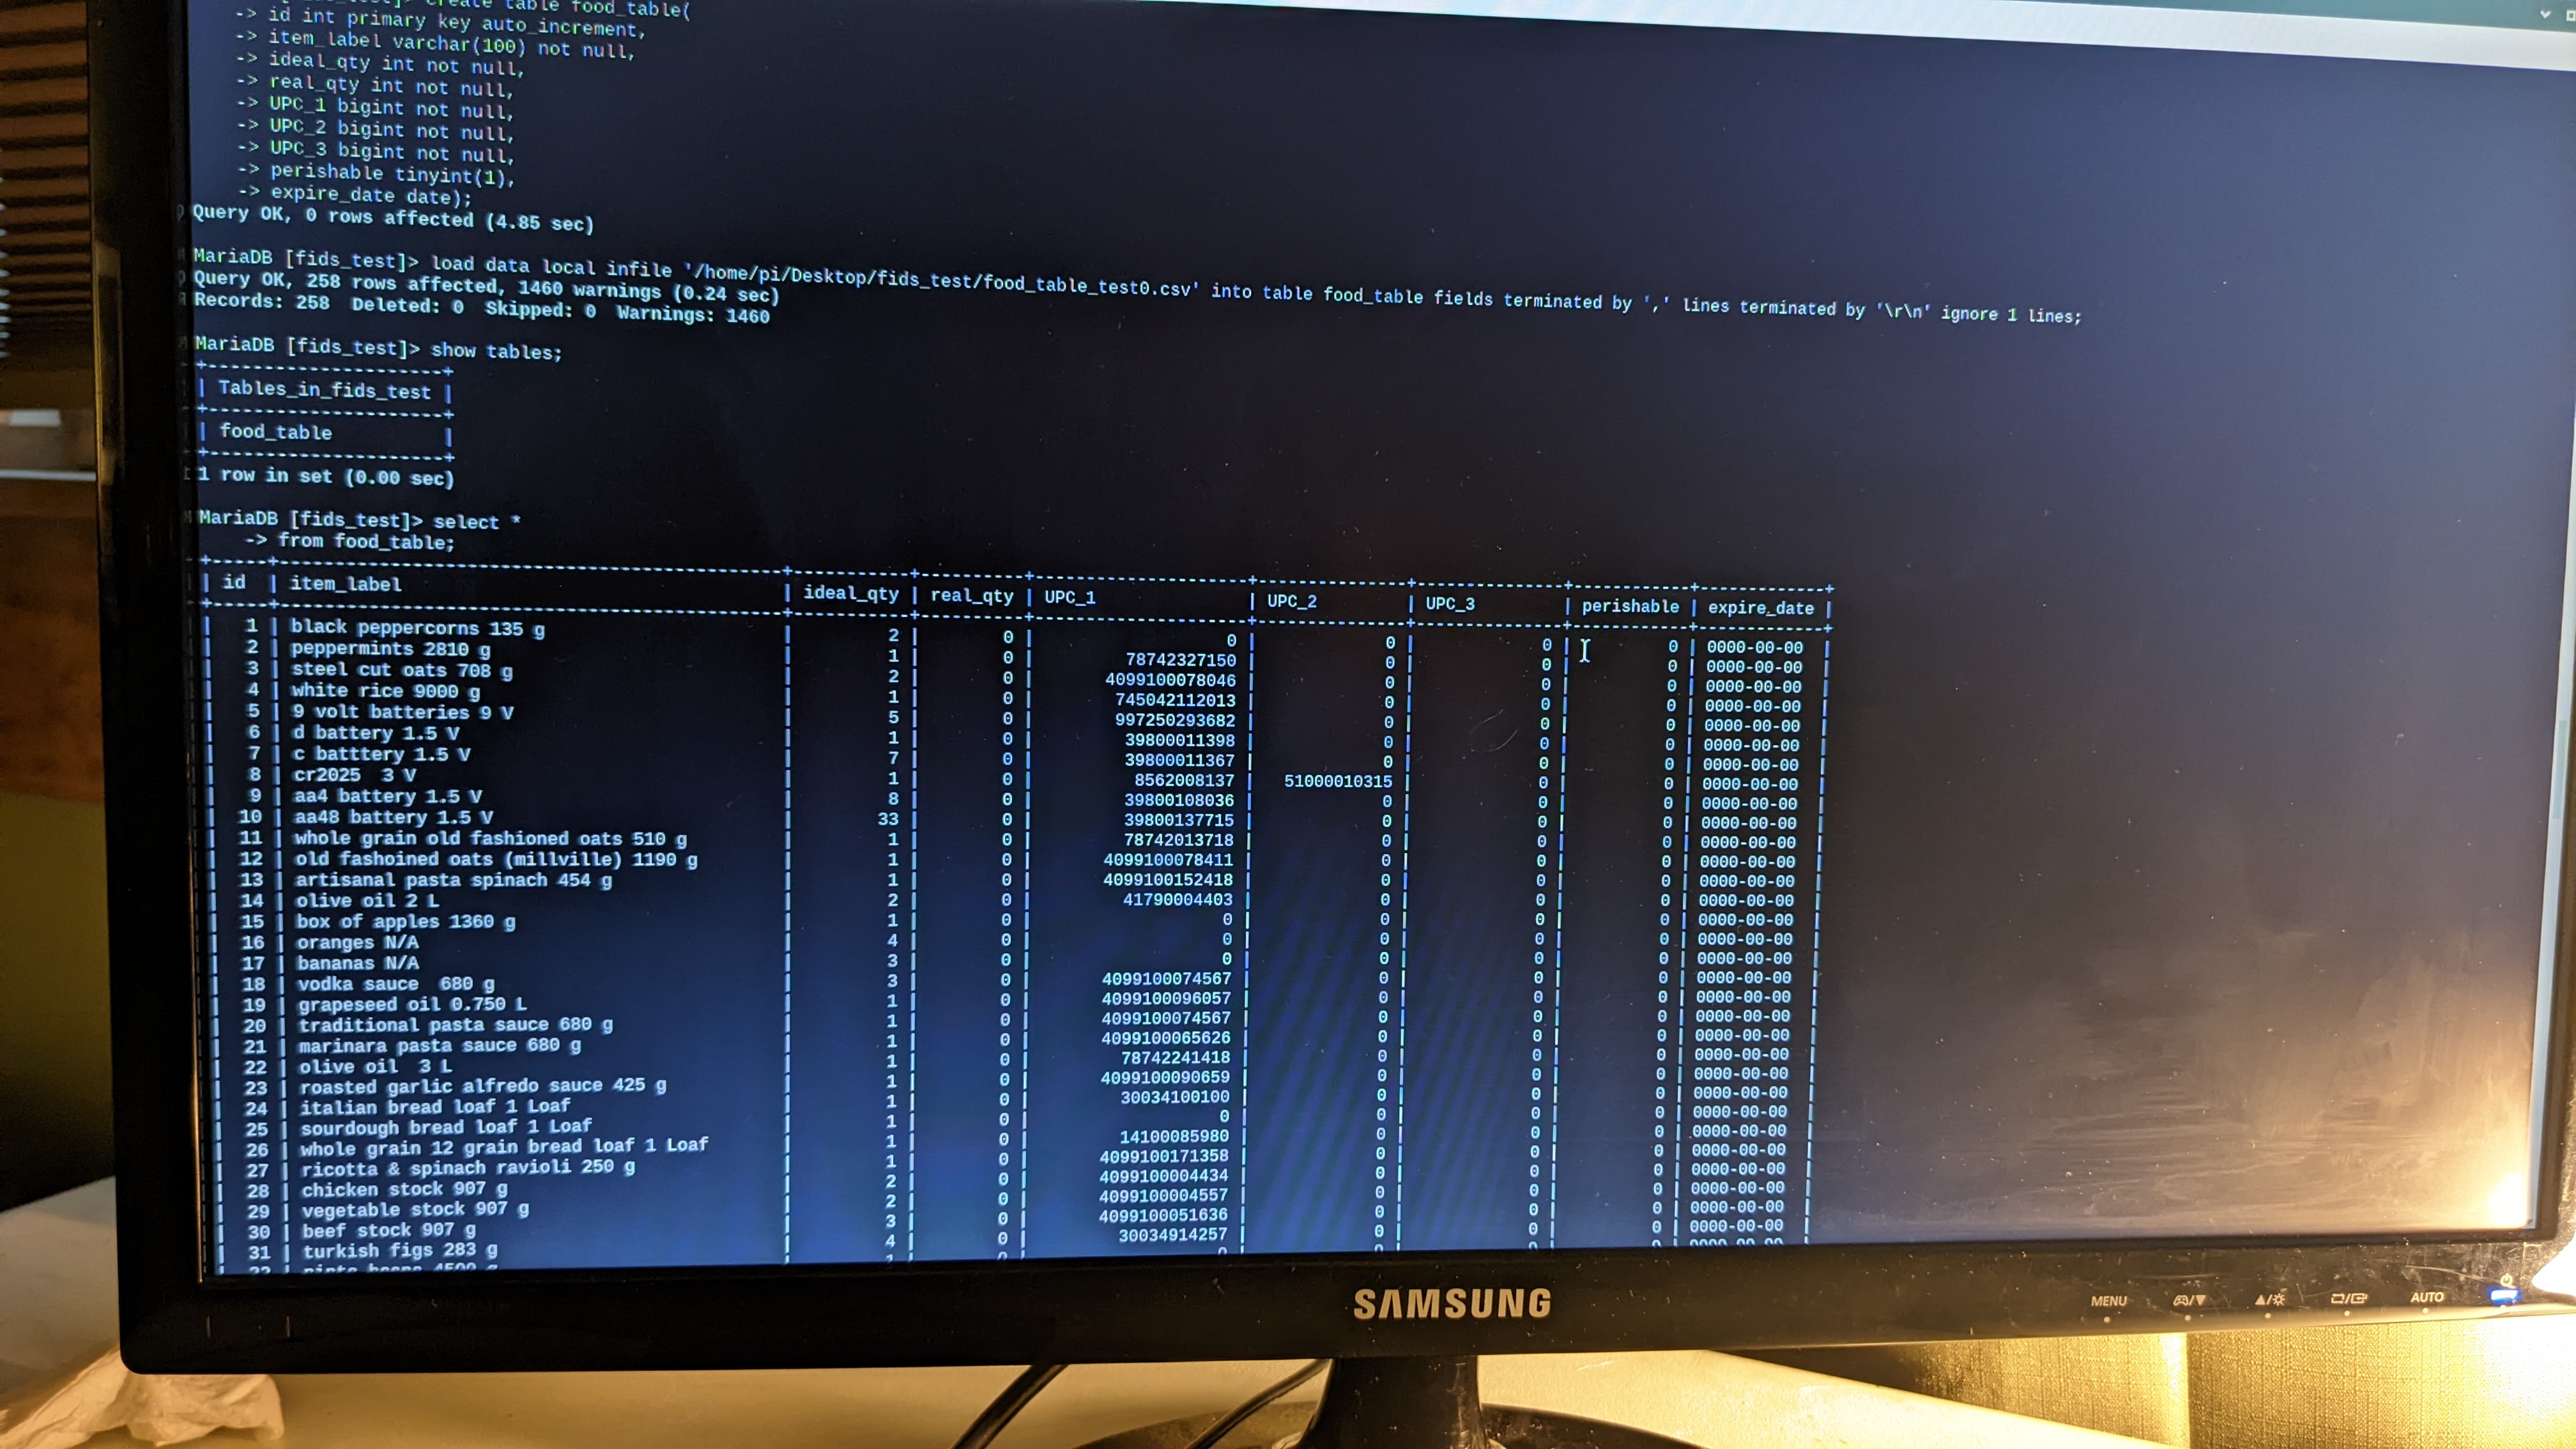 create table food_table(
-> id int primary key auto_increment,
-> item_label varchar(100) not null,
-> ideal_qty int not null,
-> real_qty int not null,
-> UPC_1 bigint not null,
-> UPC_2 bigint not null,
-> UPC_3 bigint not null,
-> perishable tinyint(1),
-> expire_date date);
Query OK, 0 rows affected (4.85 sec)
MariaDB [fids_test]> load data local infile '/home/pi/Desktop/fids_test/food_table_test0.csv' into table food_table fields terminated by ',' lines terminated by '\r\n' ignore 1 lines;
Query OK, 258 rows affected, 1460 warnings (0.24 sec)
Records: 258 Deleted: 0 Skipped: 0 Warnings: 1460
MariaDB [fids_test]> show tables;
| Tables_in_fids_test |
| food_table |
1 row in set (0.00 sec)
MariaDB [fids_test]> select *
-> from food_table;
| id | item_label | ideal_qty | real_qty | UPC_1 | UPC_2 | UPC_3 | perishable | expire_date |
| 1 | black peppercorns 135 g | 2 | 0 | 0 | 0 | 0 | 0 | 0000-00-00 |
| 2 | peppermints 2810 g | 1 | 0 | 78742327150 | 0 | 0 | 0 | 0000-00-00 |
| 3 | steel cut oats 708 g | 2 | 0 | 4099100078046 | 0 | 0 | 0 | 0000-00-00 |
| 4 | white rice 9000 g | 1 | 0 | 745042112013 | 0 | 0 | 0 | 0000-00-00 |
| 5 | 9 volt batteries 9 V | 5 | 0 | 997250293682 | 0 | 0 | 0 | 0000-00-00 |
| 6 | d battery 1.5 V | 1 | 0 | 39800011398 | 0 | 0 | 0 | 0000-00-00 |
| 7 | c batttery 1.5 V | 7 | 0 | 39800011367 | 0 | 0 | 0 | 0000-00-00 |
| 8 | cr2025 3 V | 1 | 0 | 8562008137 | 51000010315 | 0 | 0 | 0000-00-00 |
| 9 | aa4 battery 1.5 V | 8 | 0 | 39800108036 | 0 | 0 | 0 | 0000-00-00 |
| 10 | aa48 battery 1.5 V | 33 | 0 | 39800137715 | 0 | 0 | 0 | 0000-00-00 |
| 11 | whole grain old fashioned oats 510 g | 1 | 0 | 78742013718 | 0 | 0 | 0 | 0000-00-00 |
| 12 | old fashoined oats (millville) 1190 g | 1 | 0 | 4099100078411 | 0 | 0 | 0 | 0000-00-00 |
| 13 | artisanal pasta spinach 454 g | 1 | 0 | 4099100152418 | 0 | 0 | 0 | 0000-00-00 |
| 14 | olive oil 2 L | 2 | 0 | 41790004403 | 0 | 0 | 0 | 0000-00-00 |
| 15 | box of apples 1360 g | 1 | 0 | 0 | 0 | 0 | 0 | 0000-00-00 |
| 16 | oranges N/A | 4 | 0 | 0 | 0 | 0 | 0 | 0000-00-00 |
| 17 | bananas N/A | 3 | 0 | 0 | 0 | 0 | 0 | 0000-00-00 |
| 18 | vodka sauce 680 g | 3 | 0 | 4099100074567 | 0 | 0 | 0 | 0000-00-00 |
| 19 | grapeseed oil 0.750 L | 1 | 0 | 4099100096057 | 0 | 0 | 0 | 0000-00-00 |
| 20 | traditional pasta sauce 680 g | 1 | 0 | 4099100074567 | 0 | 0 | 0 | 0000-00-00 |
| 21 | marinara pasta sauce 680 g | 1 | 0 | 4099100065626 | 0 | 0 | 0 | 0000-00-00 |
| 22 | olive oil 3 L | 1 | 0 | 78742241418 | 0 | 0 | 0 | 0000-00-00 |
| 23 | roasted garlic alfredo sauce 425 g | 1 | 0 | 4099100090659 | 0 | 0 | 0 | 0000-00-00 |
| 24 | italian bread loaf 1 Loaf | 1 | 0 | 30034100100 | 0 | 0 | 0 | 0000-00-00 |
| 25 | sourdough bread loaf 1 Loaf | 1 | 0 | 0 | 0 | 0 | 0 | 0000-00-00 |
| 26 | whole grain 12 grain bread loaf 1 Loaf | 1 | 0 | 14100085980 | 0 | 0 | 0 | 0000-00-00 |
| 27 | ricotta & spinach ravioli 250 g | 1 | 0 | 4099100171358 | 0 | 0 | 0 | 0000-00-00 |
| 28 | chicken stock 907 g | 2 | 0 | 4099100004434 | 0 | 0 | 0 | 0000-00-00 |
| 29 | vegetable stock 907 g | 2 | 0 | 4099100004557 | 0 | 0 | 0 | 0000-00-00 |
| 30 | beef stock 907 g | 3 | 0 | 4099100051636 | 0 | 0 | 0 | 0000-00-00 |
| 31 | turkish figs 283 g | 4 | 0 | 30034914257 | 0 | 0 | 0 | 0000-00-00 |
SAMSUNG
MENU
AUTO